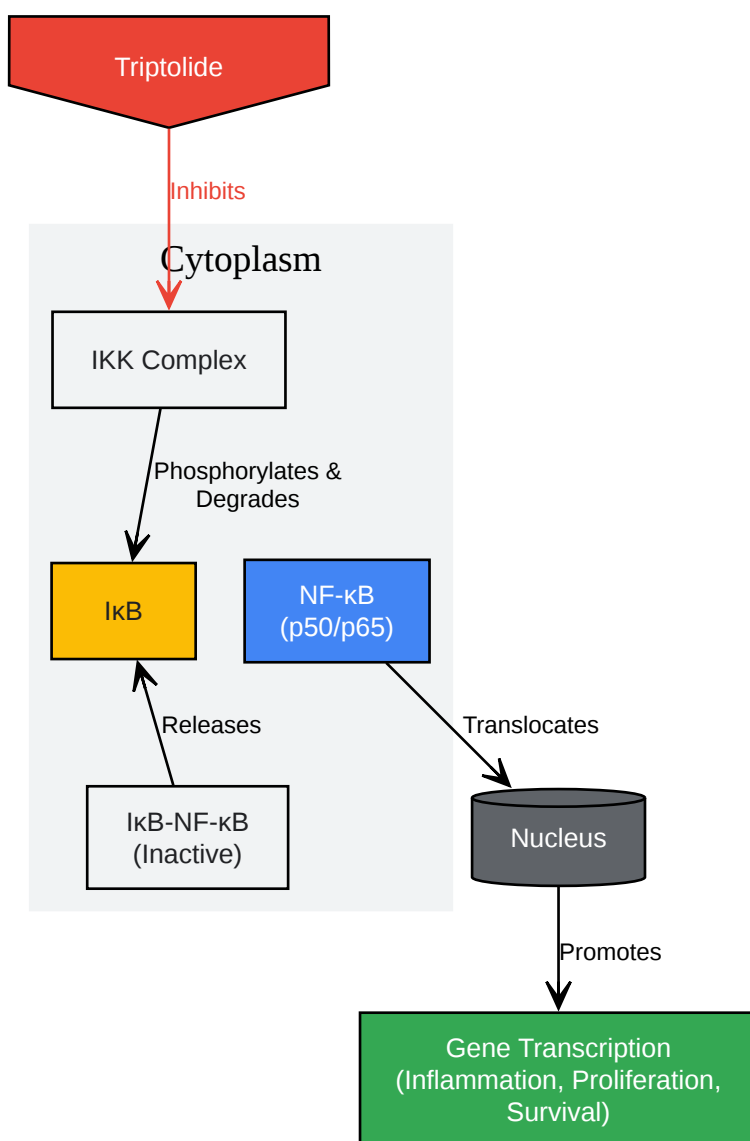 Triptolide
Inhibits
Cytoplasm
IKK Complex
Phosphorylates &
Degrades
IκB
NF-κB
(p50/p65)
Releases
Translocates
IκB-NF-κB
(Inactive)
Nucleus
Promotes
Gene Transcription
(Inflammation, Proliferation,
Survival)